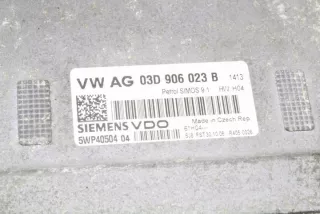 VW AG 03D 906 023 B 1413
Petrol SIMOS 9.1 HW: H04
SIEMENS VDO
Made in Czech Rep.
5WP40504 04